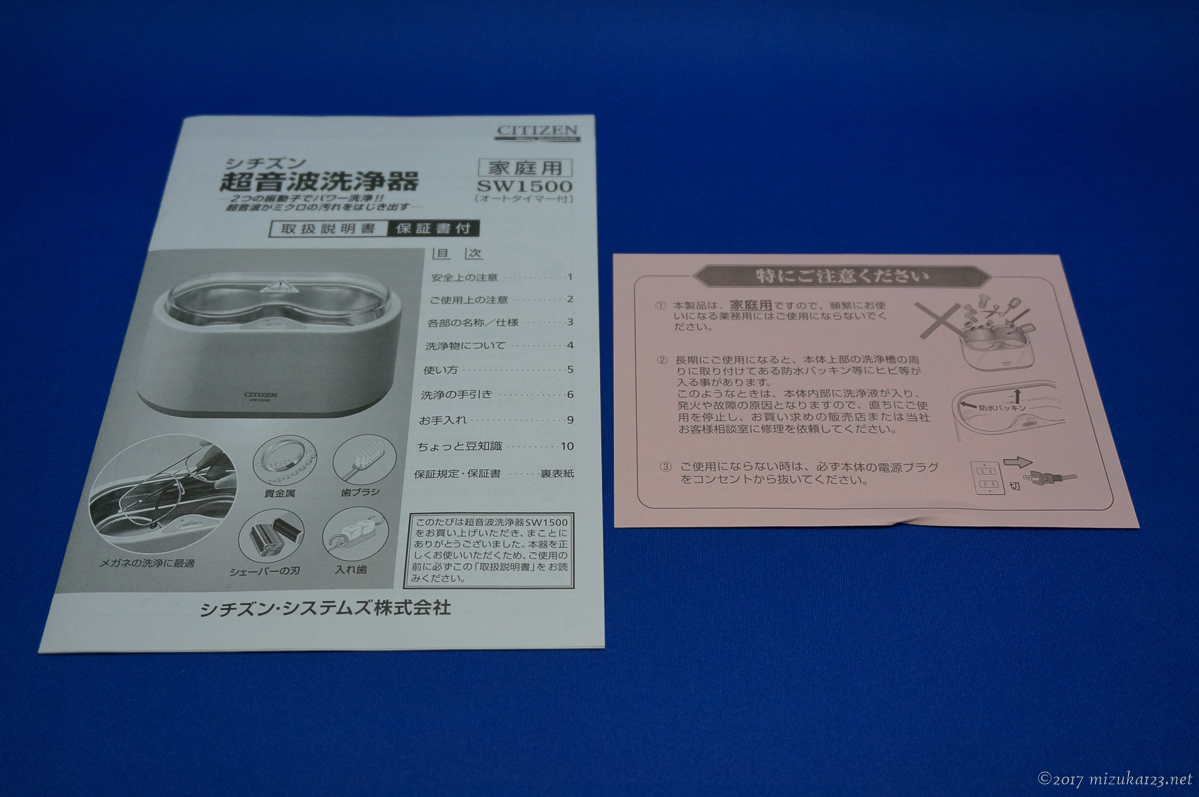 CITIZEN
シチズン
超音波洗浄器
2つの振動子でパワー洗浄!!
超音波がミクロの汚れをはじき出す
家庭用
SW1500
[オートタイマー付]
取扱説明書 保証書付
目次
安全上の注意 ・・・・・・・・・・ 1
ご使用上の注意 ・・・・・・・・・ 2
各部の名称／仕様 ・・・・・・・ 3
洗浄物について ・・・・・・・・・ 4
使い方 ・・・・・・・・・・・・・・・・ 5
洗浄の手引き ・・・・・・・・・・ 6
お手入れ ・・・・・・・・・・・・・・ 9
ちょっと豆知識 ・・・・・・・・・ 10
保証規定・保証書 ・・・・・・ 裏表紙
CITIZEN
貴金属
歯ブラシ
メガネの洗浄に最適
シェーバーの刃
入れ歯
このたびは超音波洗浄器SW1500
をお買い上げいただき、まことに
ありがとうございました。本器を正
しくお使いいただくため、ご使用の
前に必ずこの「取扱説明書」をお読
みください。
シチズン・システムズ株式会社
特にご注意ください
① 本製品は、家庭用ですので、頻繁にお使
いになる業務用にはご使用にならないでく
ださい。
② 長期にご使用になると、本体上部の洗浄槽の周
りに取り付けてある防水パッキン等にヒビ等が
入る事があります。
このようなときは、本体内部に洗浄液が入り、
発火や故障の原因となりますので、直ちにご使
用を停止し、お買い求めの販売店または当社
お客様相談室に修理を依頼してください。
防水パッキン
③ ご使用にならない時は、必ず本体の電源プラグ
をコンセントから抜いてください。
切
©2017 mizuka123.net